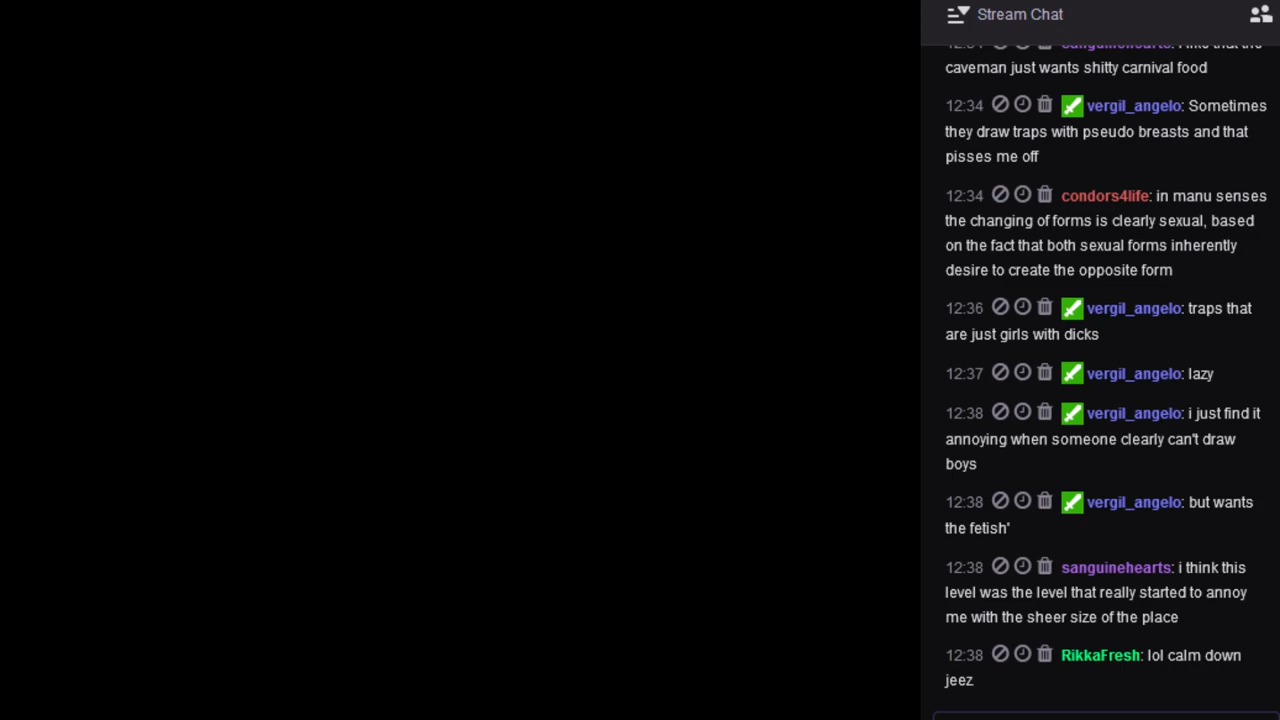 Stream Chat
caveman just wants shitty carnival food
12:34 vergil_angelo: Sometimes
they draw traps with pseudo breasts and that
pisses me off
12:34 condors4life: in manu senses
the changing of forms is clearly sexual, based
on the fact that both sexual forms inherently
desire to create the opposite form
12:36 vergil_angelo: traps that
are just girls with dicks
12:37 vergil_angelo: lazy
12:38 vergil_angelo: i just find it
annoying when someone clearly can't draw
boys
12:38 vergil_angelo: but wants
the fetish'
12:38 sanguinehearts: i think this
level was the level that really started to annoy
me with the sheer size of the place
12:38 RikkaFresh: lol calm down
jeez